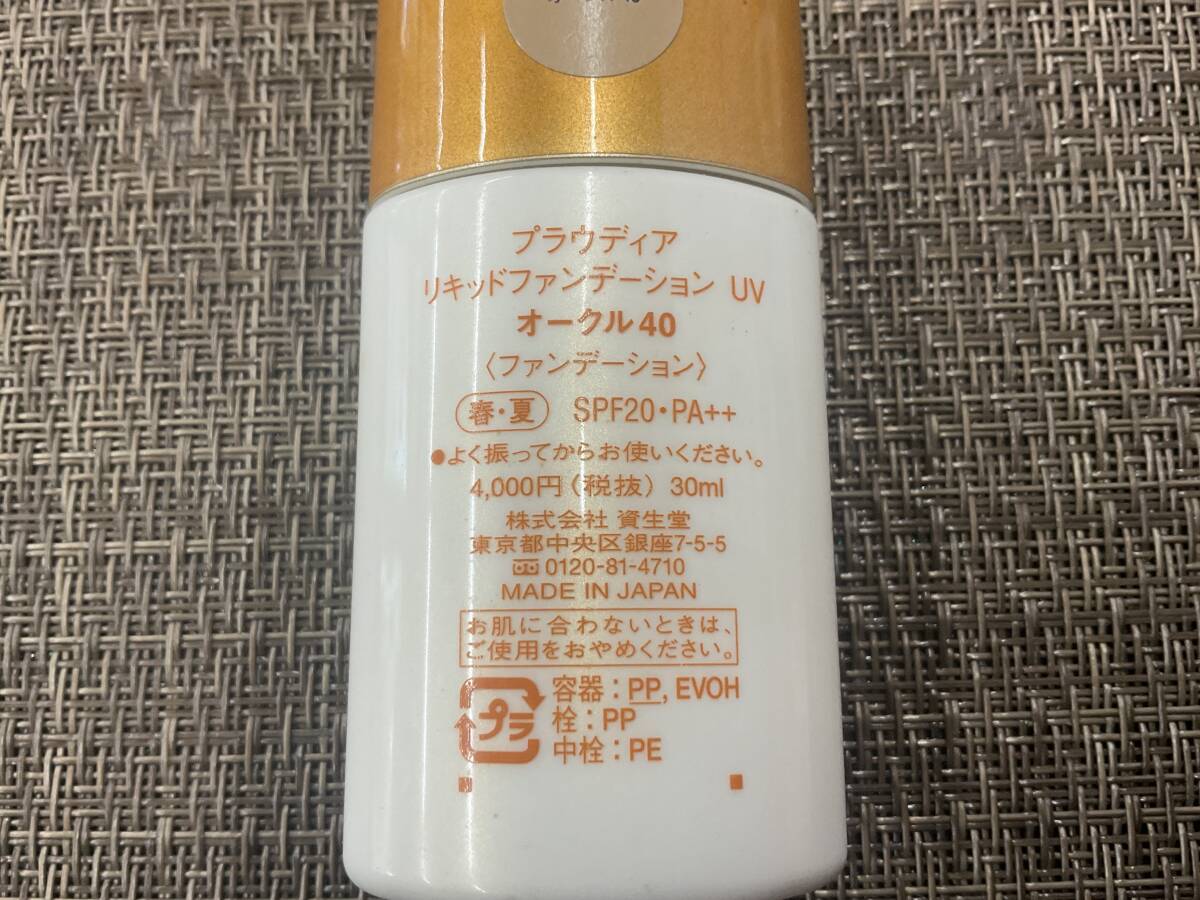 プラウディア
リキッドファンデーション UV
オークル40
〈ファンデーション〉
春・夏 SPF20・PA++
●よく振ってからお使いください。
4,000円(税抜) 30ml
株式会社 資生堂
東京都中央区銀座7-5-5
0120-81-4710
MADE IN JAPAN
お肌に合わないときは、
ご使用をおやめください。
プラ
容器:PP, EVOH
栓:PP
中栓:PE